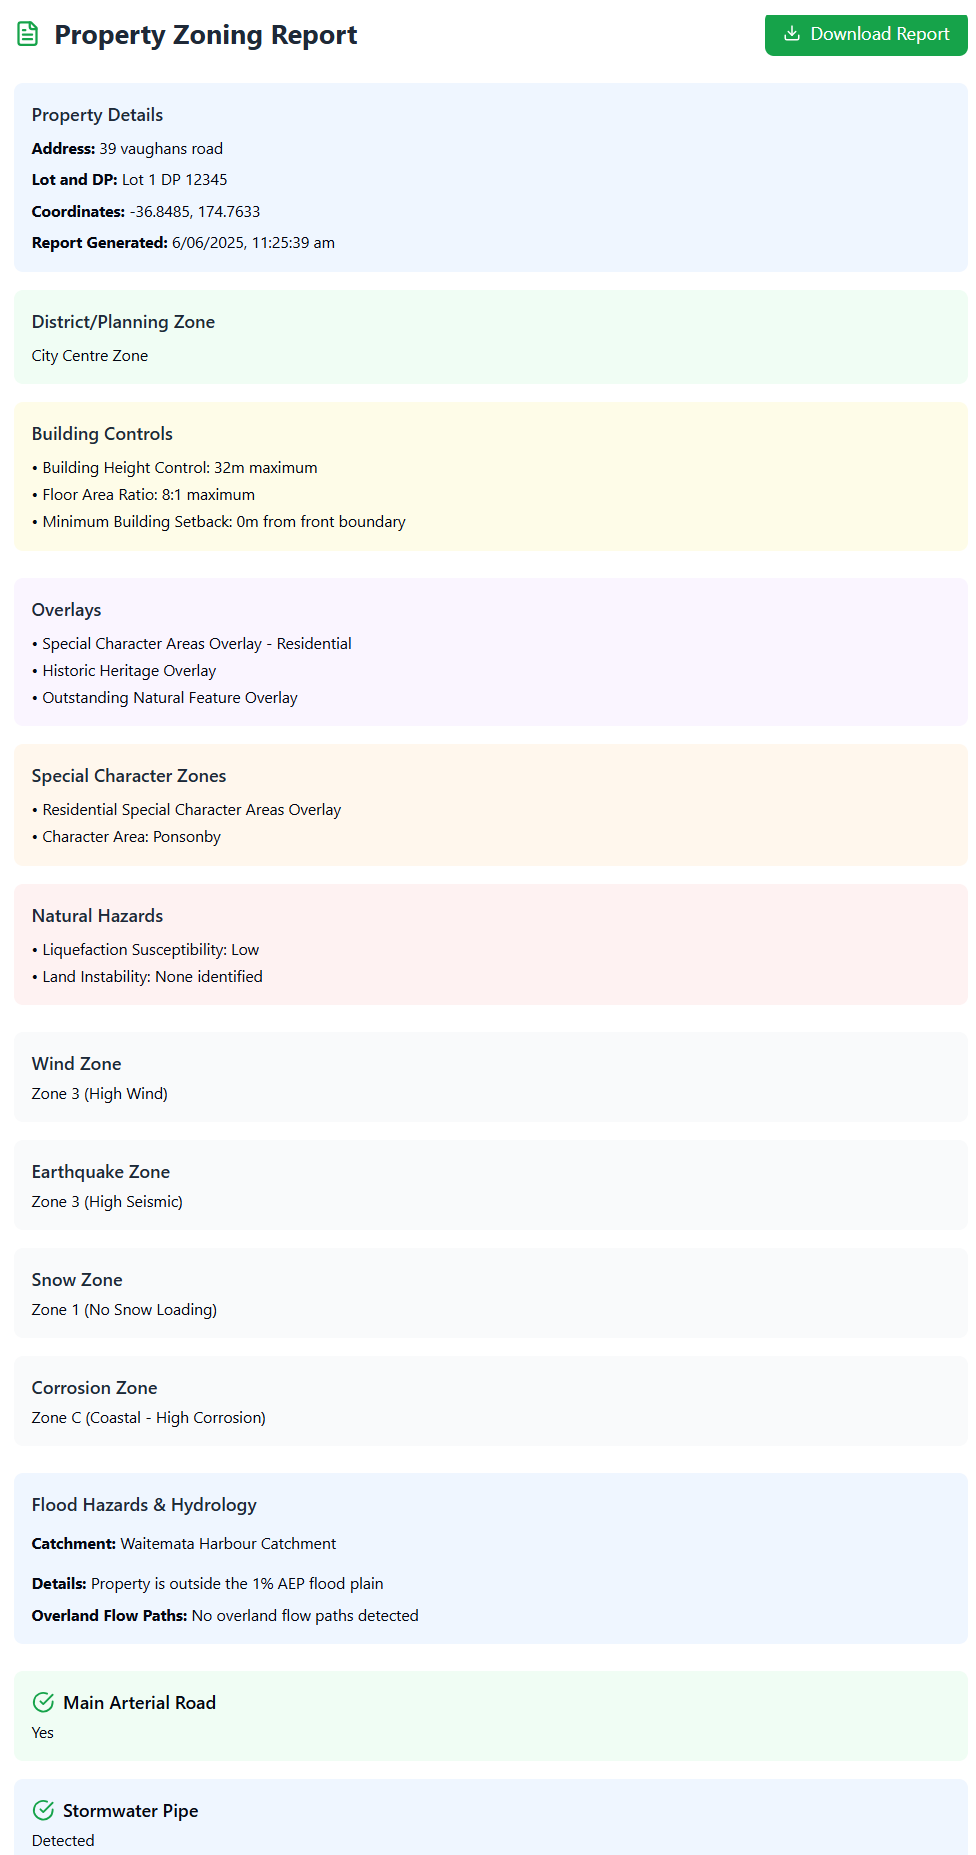 Property Zoning Report
Download Report
Property Details
Address: 39 vaughans road
Lot and DP: Lot 1 DP 12345
Coordinates: -36.8485, 174.7633
Report Generated: 6/06/2025, 11:25:39 am
District/Planning Zone
City Centre Zone
Building Controls
• Building Height Control: 32m maximum
• Floor Area Ratio: 8:1 maximum
• Minimum Building Setback: 0m from front boundary
Overlays
• Special Character Areas Overlay - Residential
• Historic Heritage Overlay
• Outstanding Natural Feature Overlay
Special Character Zones
• Residential Special Character Areas Overlay
• Character Area: Ponsonby
Natural Hazards
• Liquefaction Susceptibility: Low
• Land Instability: None identified
Wind Zone
Zone 3 (High Wind)
Earthquake Zone
Zone 3 (High Seismic)
Snow Zone
Zone 1 (No Snow Loading)
Corrosion Zone
Zone C (Coastal - High Corrosion)
Flood Hazards & Hydrology
Catchment: Waitemata Harbour Catchment
Details: Property is outside the 1% AEP flood plain
Overland Flow Paths: No overland flow paths detected
Main Arterial Road
Yes
Stormwater Pipe
Detected